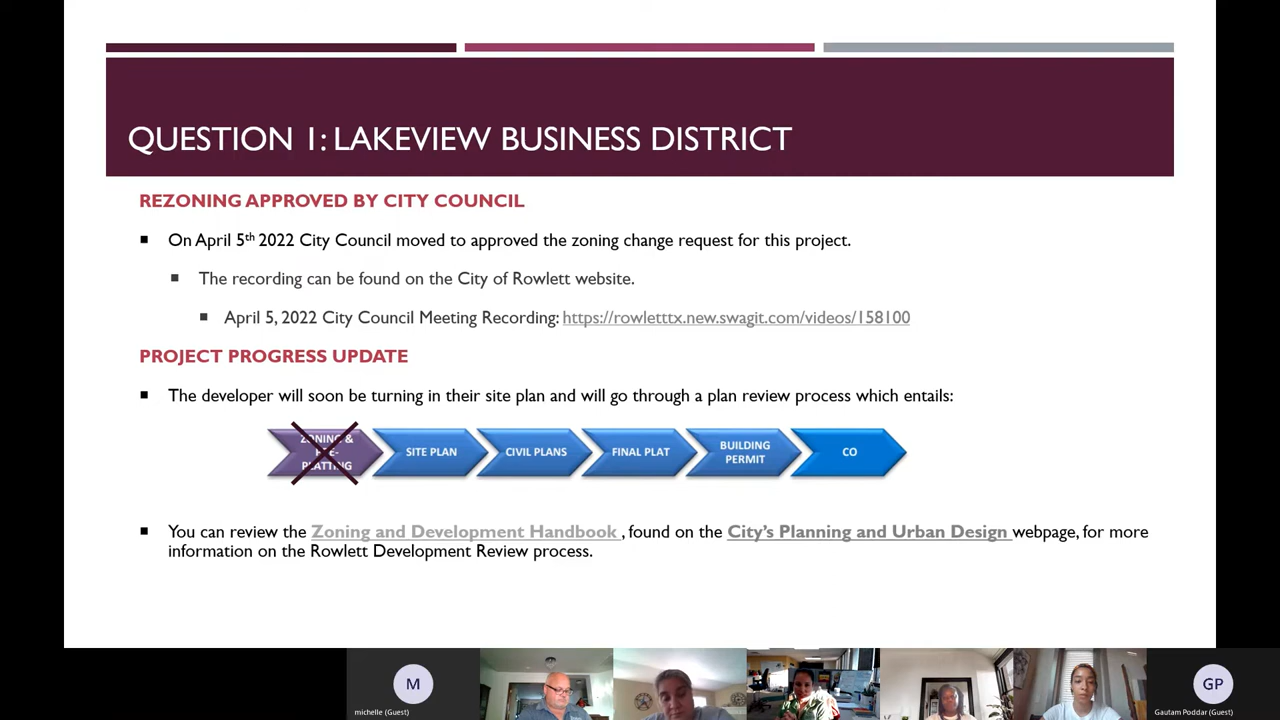 QUESTION 1: LAKEVIEW BUSINESS DISTRICT
REZONING APPROVED BY CITY COUNCIL
On April 5th 2022 City Council moved to approved the zoning change request for this project.
The recording can be found on the City of Rowlett website.
April 5, 2022 City Council Meeting Recording: https://rowletttx.new.swagit.com/videos/158100
PROJECT PROGRESS UPDATE
The developer will soon be turning in their site plan and will go through a plan review process which entails:
ZONING &
PRE-
PLATTING
SITE PLAN
CIVIL PLANS
FINAL PLAT
BUILDING
PERMIT
CO
You can review the Zoning and Development Handbook , found on the City's Planning and Urban Design webpage, for more
information on the Rowlett Development Review process.
M
michelle (Guest)
GP
Gautam Poddar (Guest)